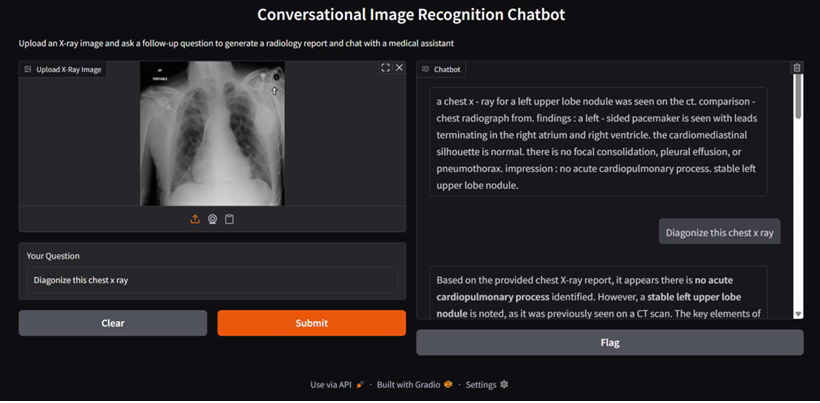 Conversational Image Recognition Chatbot
Upload an X-ray image and ask a follow-up question to generate a radiology report and chat with a medical assistant
Upload X-Ray Image
PORTABLE
Your Question
Diagonize this chest x ray
Clear
Submit
Chatbot
a chest x - ray for a left upper lobe nodule was seen on the ct. comparison -
chest radiograph from. findings : a left - sided pacemaker is seen with leads
terminating in the right atrium and right ventricle. the cardiomediastinal
silhouette is normal. there is no focal consolidation, pleural effusion, or
pneumothorax. impression : no acute cardiopulmonary process. stable left
upper lobe nodule.
Diagonize this chest x ray
Based on the provided chest X-ray report, it appears there is no acute
cardiopulmonary process identified. However, a stable left upper lobe
nodule is noted, as it was previously seen on a CT scan. The key elements of
Flag
Use via API · Built with Gradio · Settings